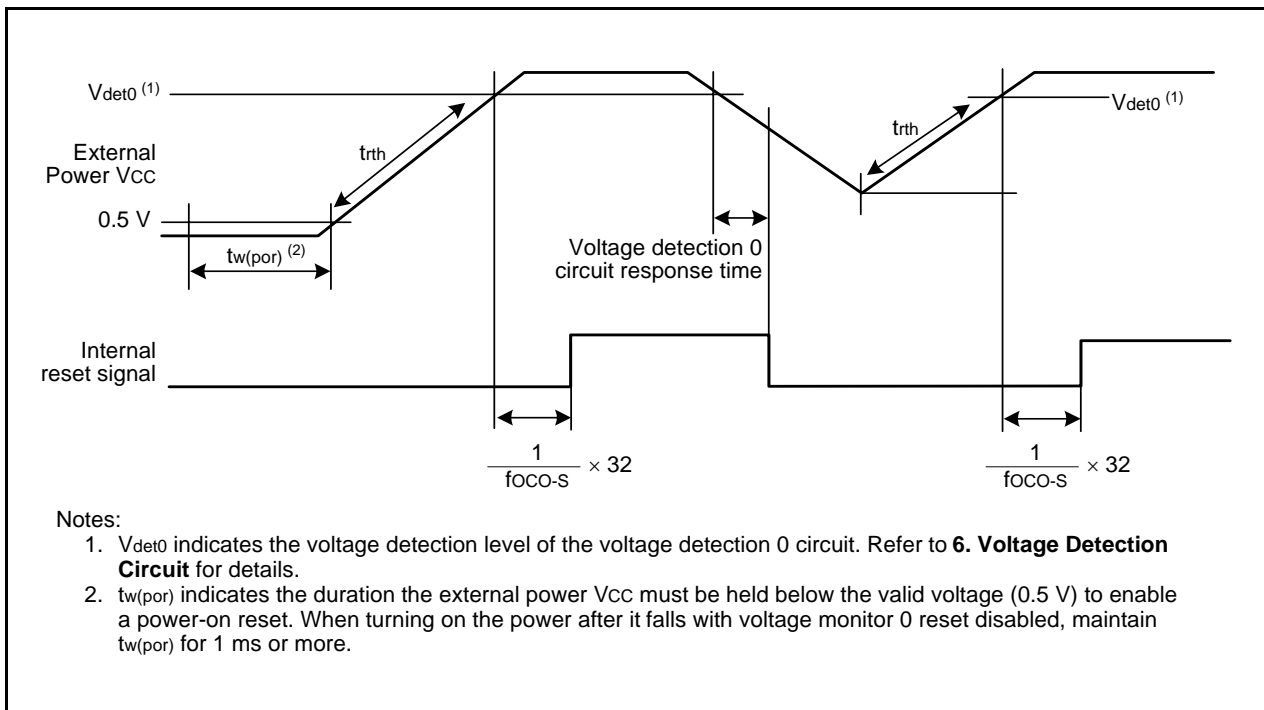 Vdet0 (1)
trth
External
Power VCC
0.5 V
tw(por) (2)
Voltage detection 0
circuit response time
trth
Vdet0 (1)
Internal
reset signal
1
fOCO-S
× 32
1
fOCO-S
× 32
Notes:
1. Vdet0 indicates the voltage detection level of the voltage detection 0 circuit. Refer to 6. Voltage Detection
Circuit for details.
2. tw(por) indicates the duration the external power VCC must be held below the valid voltage (0.5 V) to enable
a power-on reset. When turning on the power after it falls with voltage monitor 0 reset disabled, maintain
tw(por) for 1 ms or more.